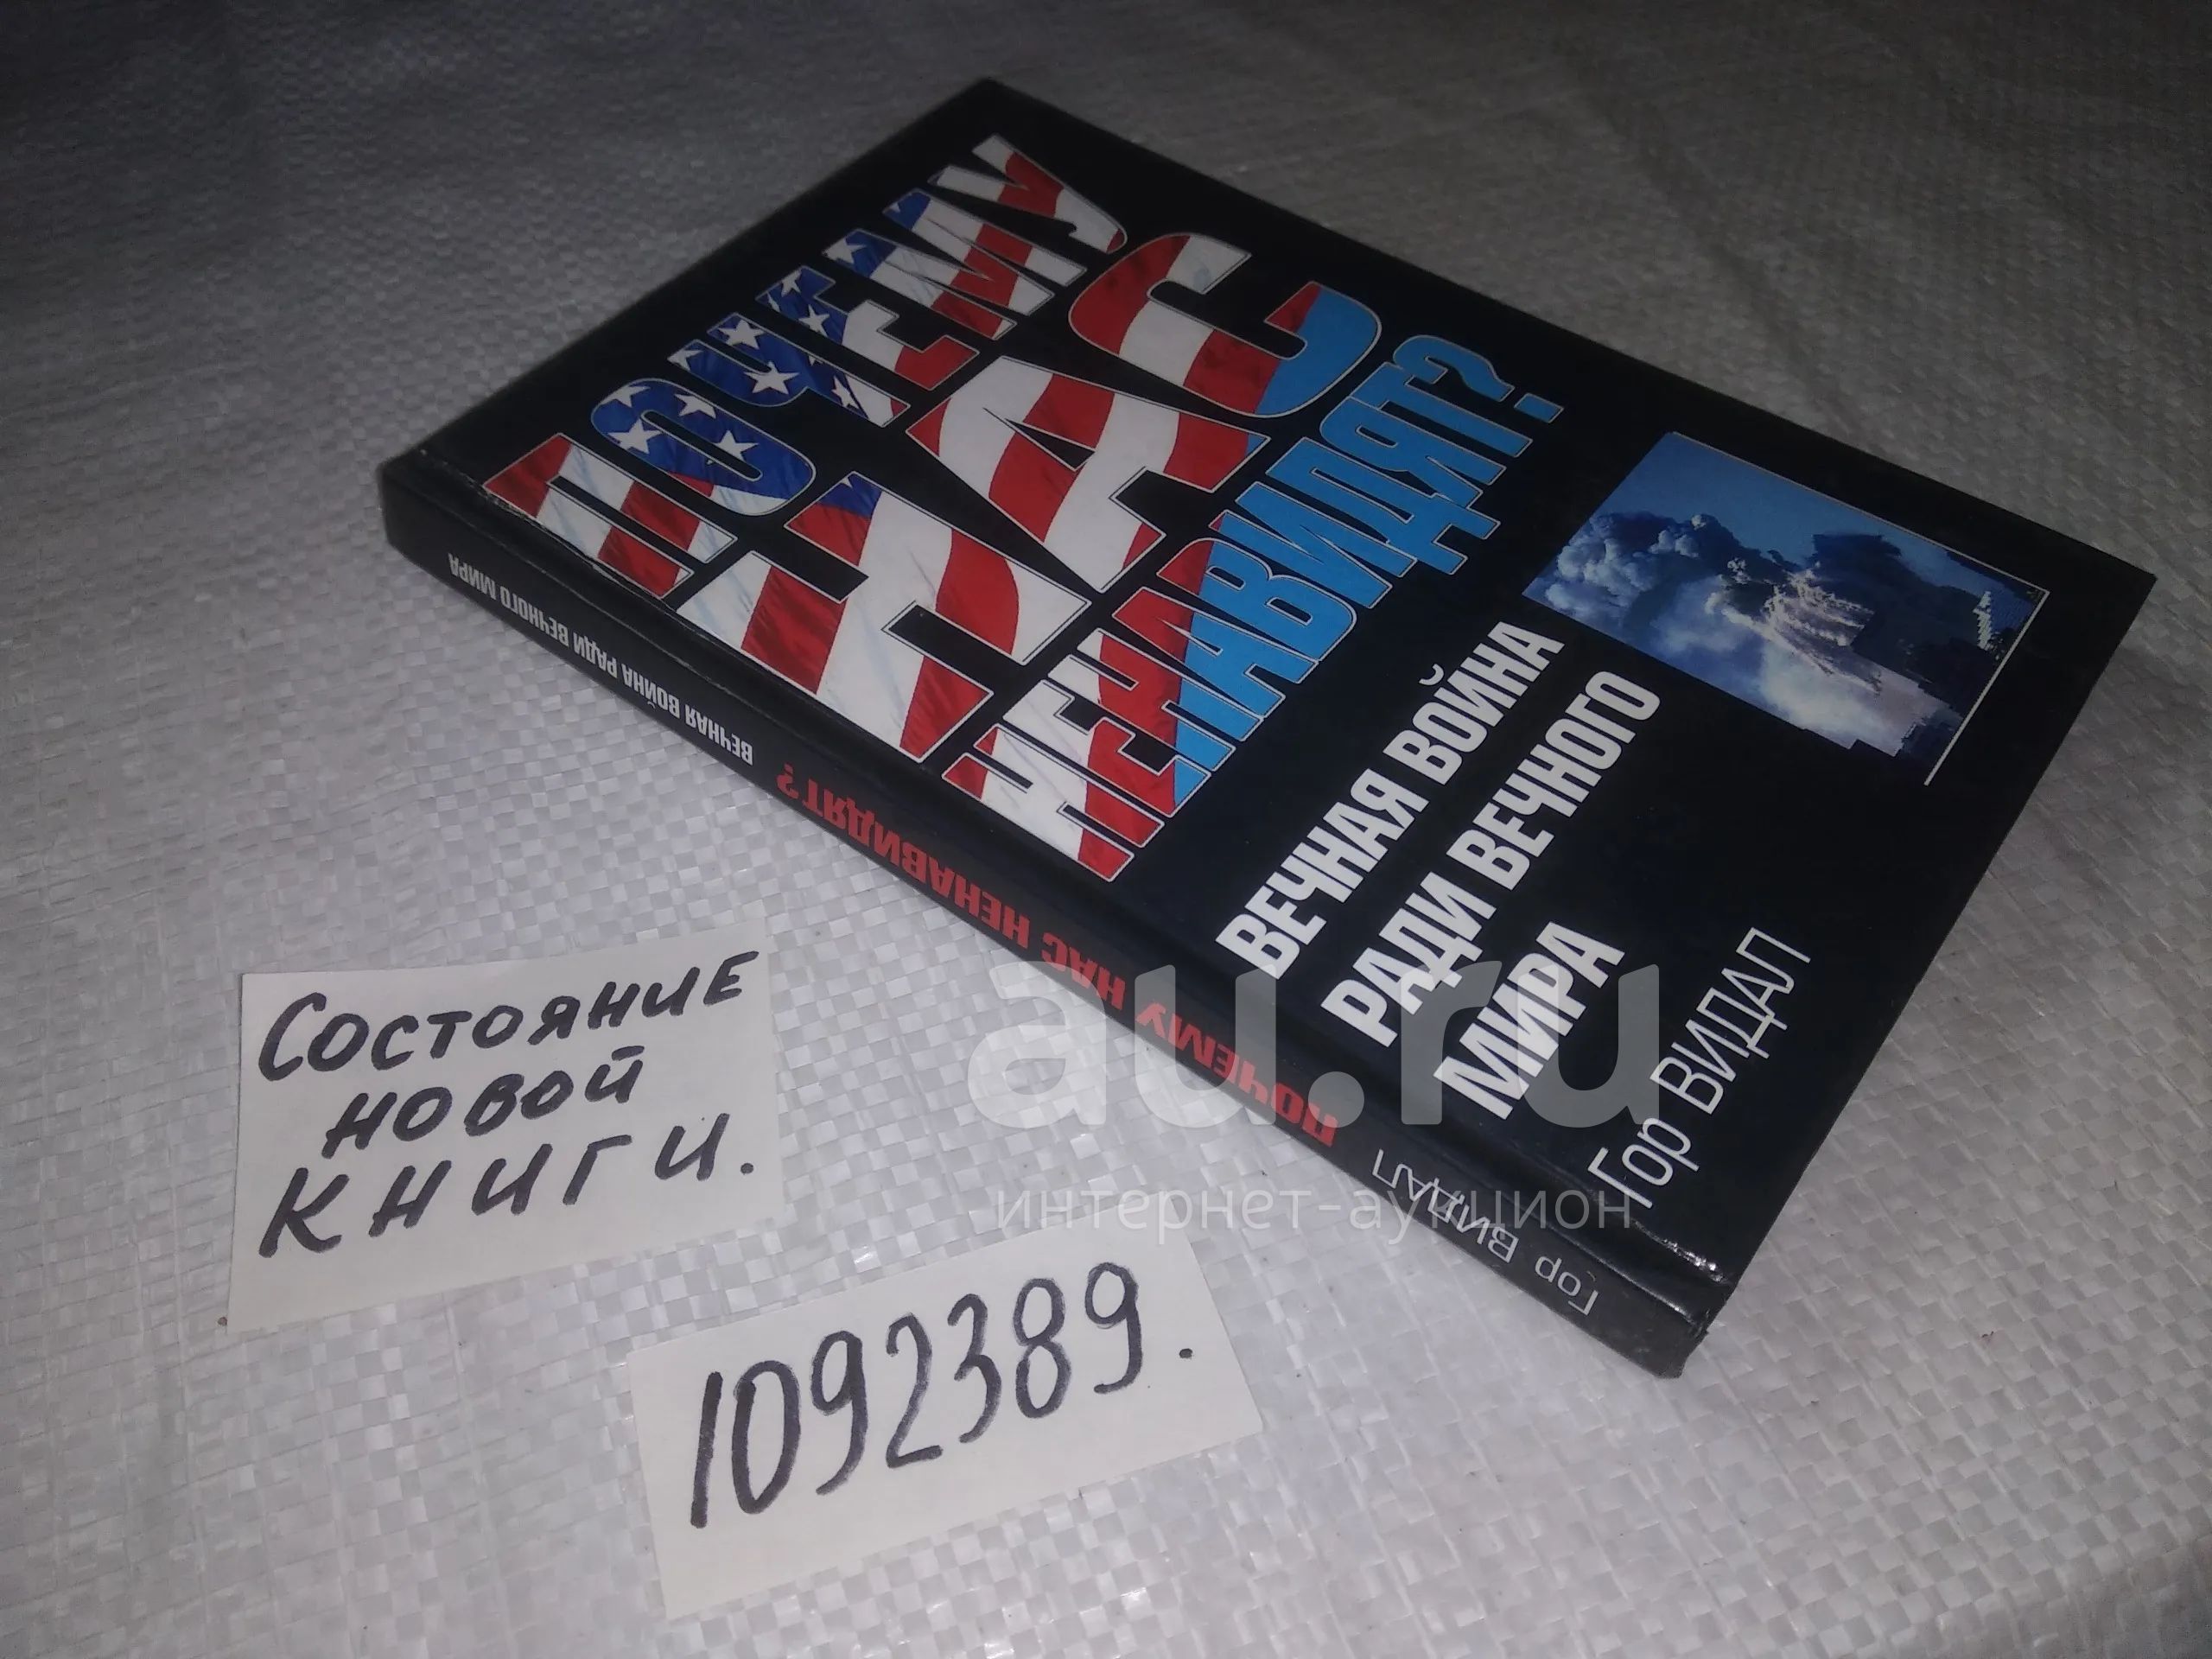 ПОЧЕМУ
НАС
НЕНАВИДЯТ?
ВЕЧНАЯ ВОЙНА
РАДИ ВЕЧНОГО
МИРА
Гор ВИДАЛ
Гор ВИДАЛ ПОЧЕМУ НАС НЕНАВИДЯТ? ВЕЧНАЯ ВОЙНА РАДИ ВЕЧНОГО МИРА
Состояние
новой
книги.
1092389.
au.ru
интернет-аукцион